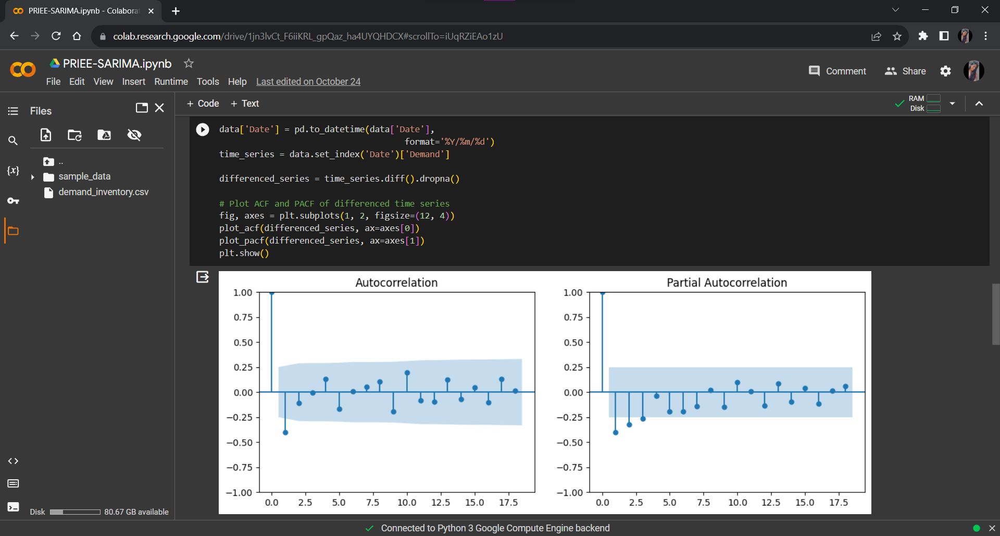 PRIEE-SARIMA.ipynb - Colaborat
colab.research.google.com/drive/1jn3lvCt_F6iiKRL_gpQaz_ha4UYQHDCX#scrollTo=iUqRZiEAo1zU
PRIEE-SARIMA.ipynb
Comment Share
File Edit View Insert Runtime Tools Help Last edited on October 24
+ Code + Text
RAM
Disk
Files
..
sample_data
demand_inventory.csv
{x}
data['Date'] = pd.to_datetime(data['Date'],
format='%Y/%m/%d')
time_series = data.set_index('Date')['Demand']
differenced_series = time_series.diff().dropna()
# Plot ACF and PACF of differenced time series
fig, axes = plt.subplots(1, 2, figsize=(12, 4))
plot_acf(differenced_series, ax=axes[0])
plot_pacf(differenced_series, ax=axes[1])
plt.show()
Autocorrelation
1.00
0.75
0.50
0.25
0.00
−0.25
−0.50
−0.75
−1.00
0.0 2.5 5.0 7.5 10.0 12.5 15.0 17.5
Partial Autocorrelation
1.00
0.75
0.50
0.25
0.00
−0.25
−0.50
−0.75
−1.00
0.0 2.5 5.0 7.5 10.0 12.5 15.0 17.5
Disk 80.67 GB available
Connected to Python 3 Google Compute Engine backend